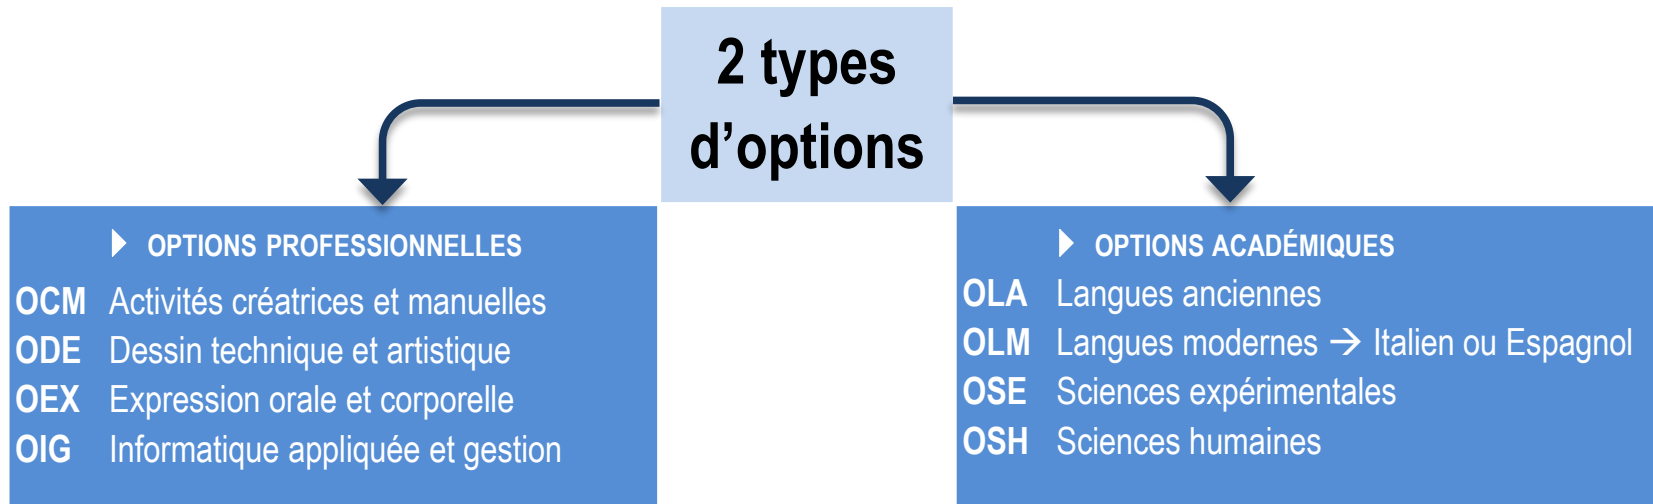 2 types
d’options
OPTIONS PROFESSIONNELLES
OCM Activités créatrices et manuelles
ODE Dessin technique et artistique
OEX Expression orale et corporelle
OIG Informatique appliquée et gestion
OPTIONS ACADÉMIQUES
OLA Langues anciennes
OLM Langues modernes → Italien ou Espagnol
OSE Sciences expérimentales
OSH Sciences humaines